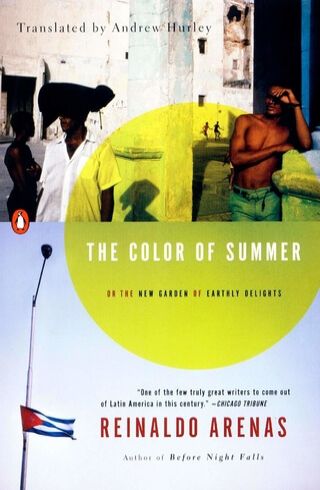 Translated by Andrew Hurley
THE COLOR OF SUMMER
OR THE NEW GARDEN OF EARTHLY DELIGHTS
"One of the few truly great writers to come out
of Latin America in this century." —CHICAGO TRIBUNE
REINALDO ARENAS
Author of Before Night Falls